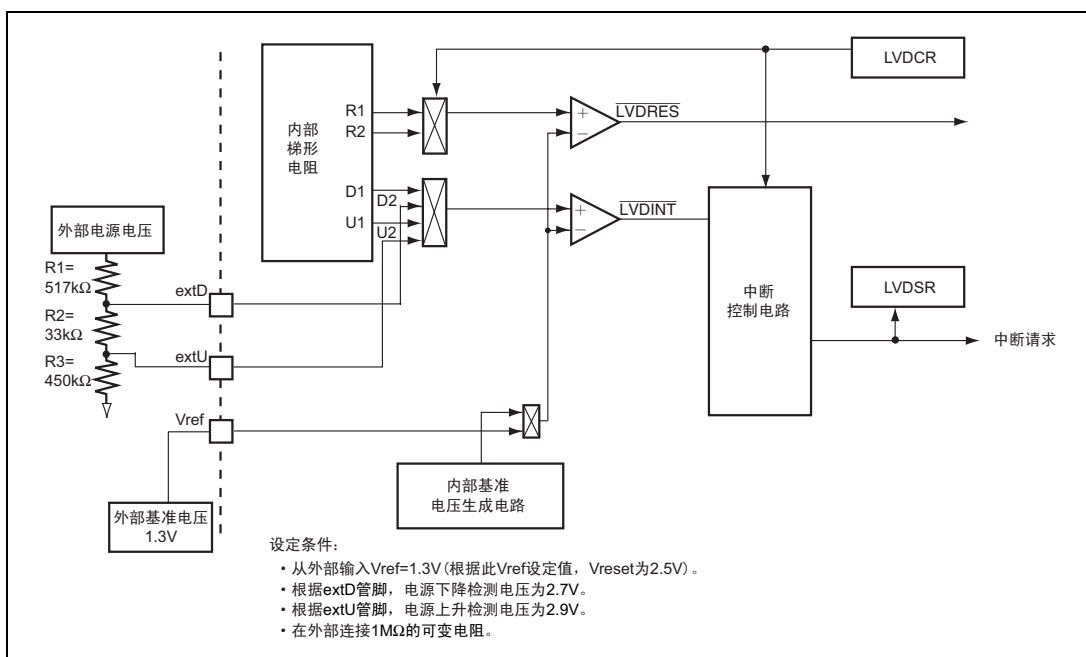 LVDCR
内部
梯形
电阻
R1
R2
D1
D2
U1
U2
+
−
LVDRES
+
−
LVDINT
外部电源电压
R1=
517kΩ
R2=
33kΩ
R3=
450kΩ
extD
extU
Vref
中断
控制电路
LVDSR
中断请求
内部基准
电压生成电路
外部基准电压
1.3V
设定条件：
・从外部输入Vref=1.3V（根据此Vref设定值，Vreset为2.5V）。
・根据extD管脚，电源下降检测电压为2.7V。
・根据extU管脚，电源上升检测电压为2.9V。
・在外部连接1MΩ的可变电阻。